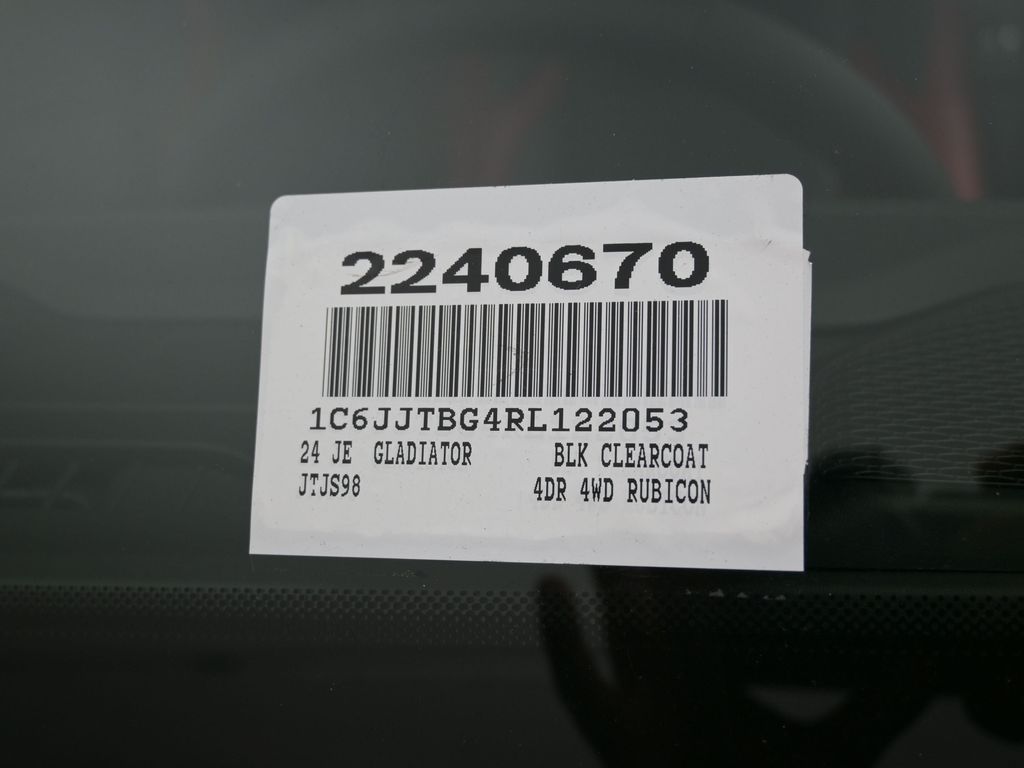 2240670
1C6JJTBG4RL122053
24 JE GLADIATOR BLK CLEARCOAT
JTJS98 4DR 4WD RUBICON